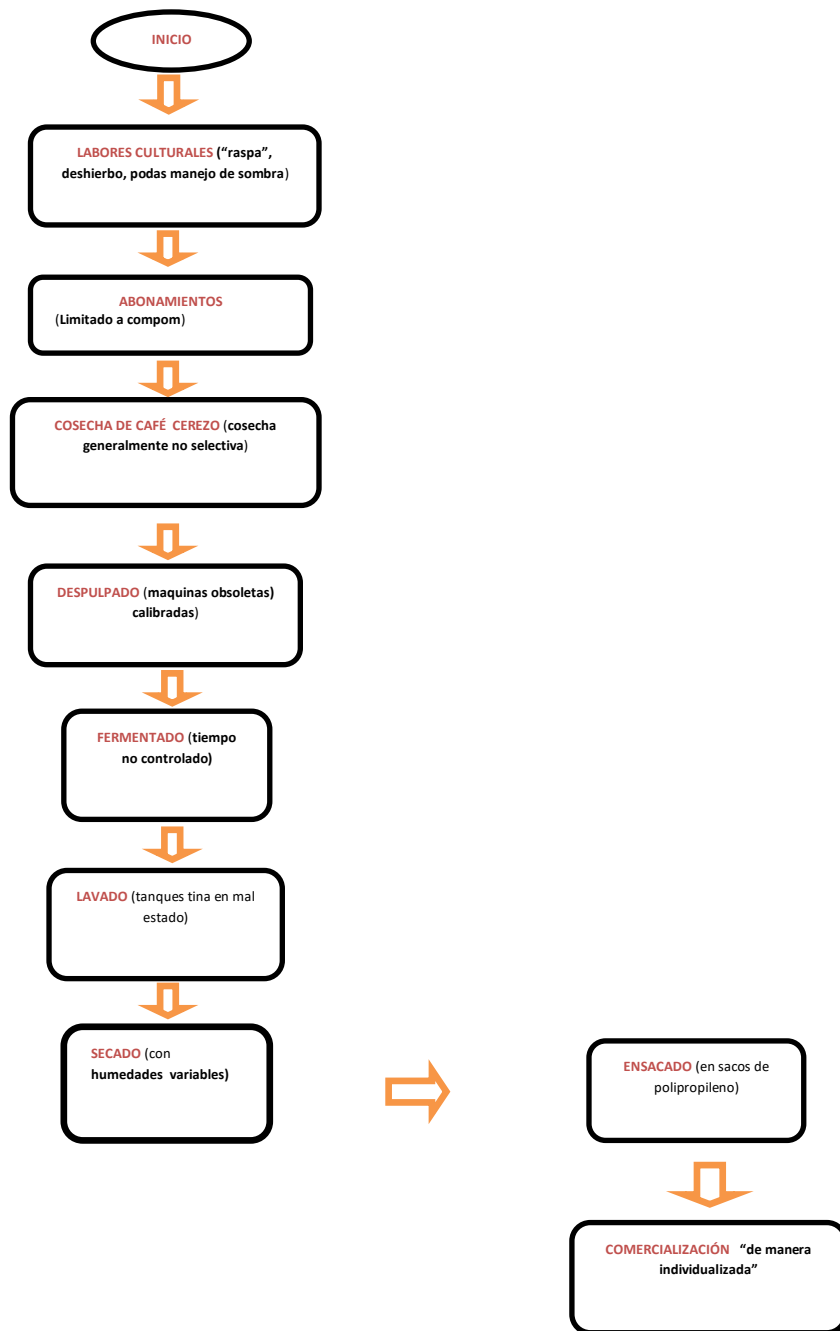 INICIO
LABORES CULTURALES (“raspa”,
deshierbo, podas manejo de sombra)
ABONAMIENTOS
(Limitado a compom)
COSECHA DE CAFÉ CEREZO (cosecha
generalmente no selectiva)
DESPULPADO (maquinas obsoletas)
calibradas)
FERMENTADO (tiempo
no controlado)
LAVADO (tanques tina en mal
estado)
SECADO (con
humedades variables)
ENSACADO (en sacos de
polipropileno)
COMERCIALIZACIÓN “de manera
individualizada”